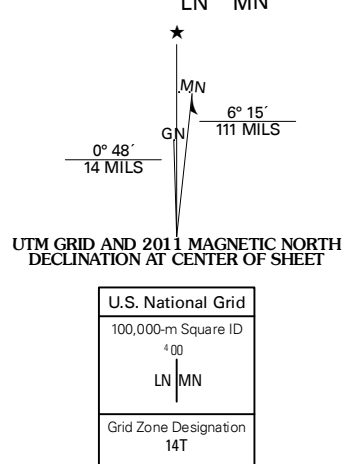 LN MN
★
MN
GN
6° 15´
111 MILS
0° 48´
14 MILS
UTM GRID AND 2011 MAGNETIC NORTH
DECLINATION AT CENTER OF SHEET
U.S. National Grid
100,000-m Square ID
⁴00
LN MN
Grid Zone Designation
14T